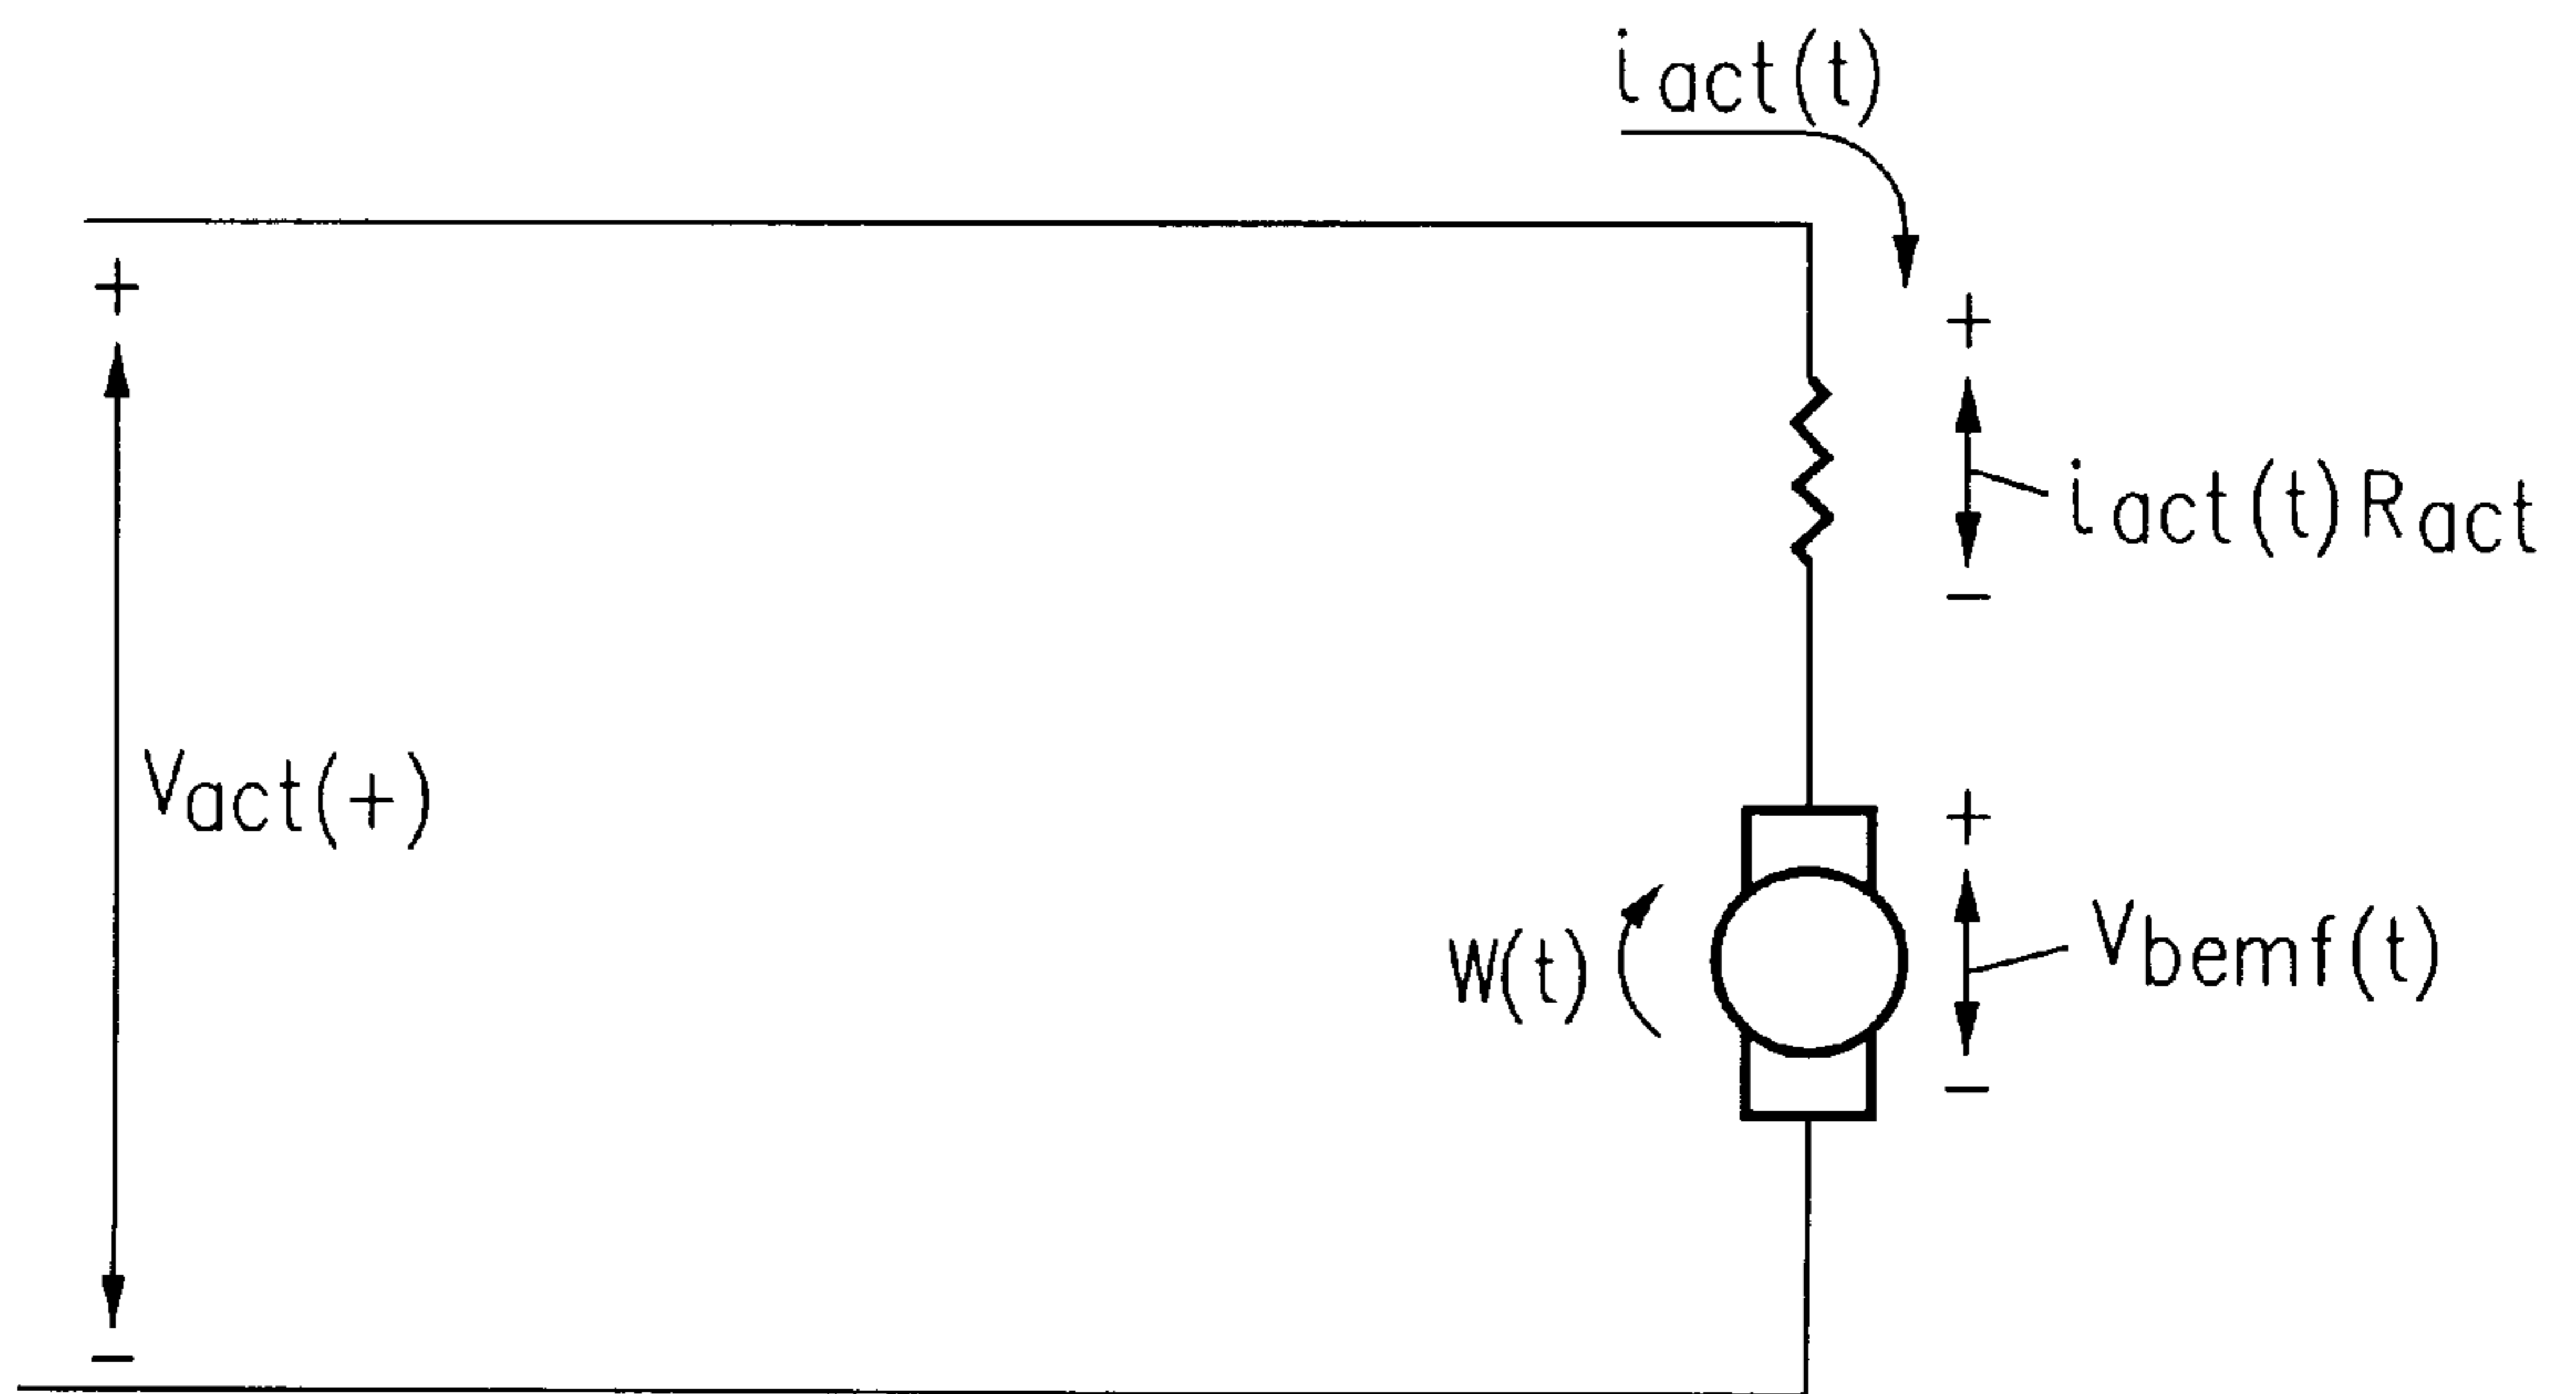 iact(t)
+
+
iact(t)Ract
−
Vact(+)
+
W(t)
Vbemf(t)
−
−